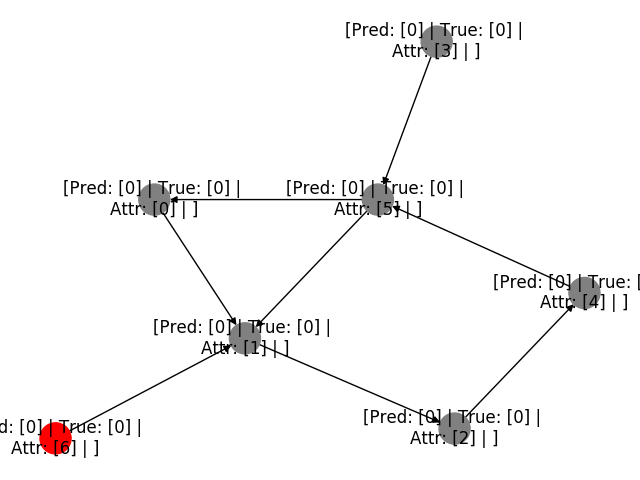 [Pred: [0] | True: [0] |
Attr: [3] | ]
[Pred: [0] | True: [0] |
Attr: [0] | ]
[Pred: [0] | True: [0] |
Attr: [5] | ]
[Pred: [0] | True: [
Attr: [4] | ]
[Pred: [0] | True: [0] |
Attr: [1] | ]
[Pred: [0] | True: [0] |
Attr: [2] | ]
d: [0] | True: [0] |
Attr: [6] | ]